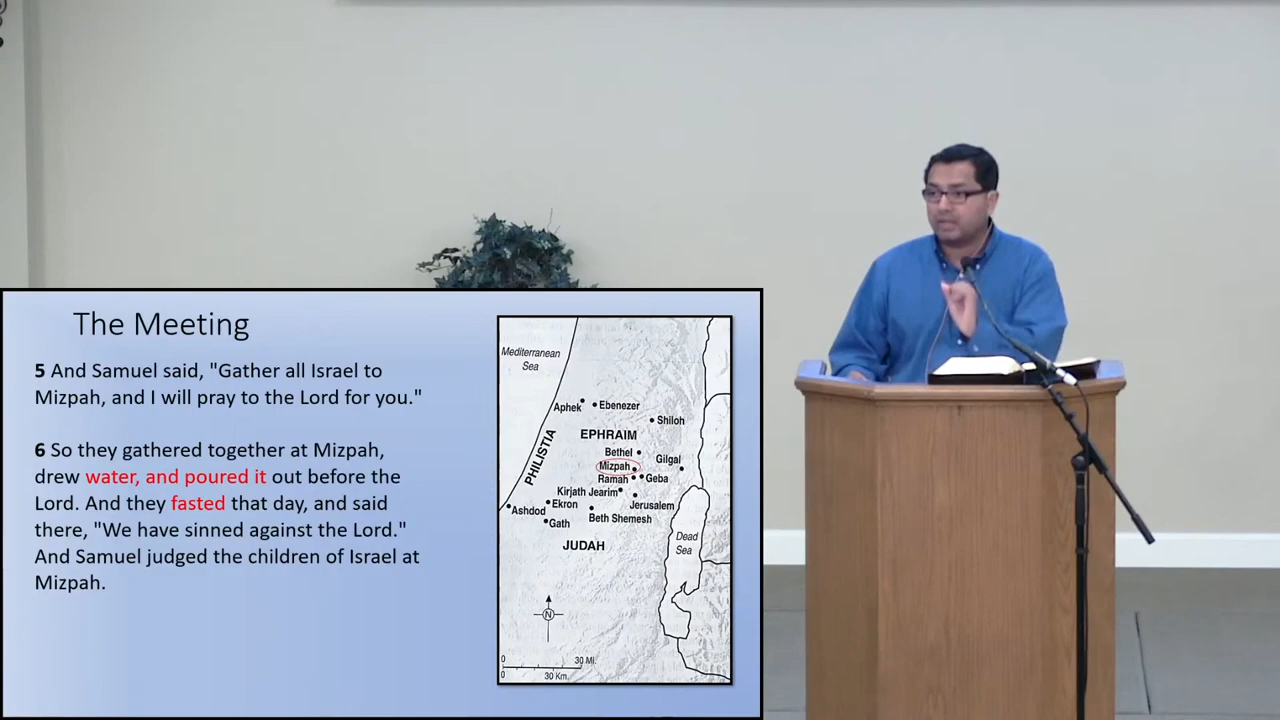 The Meeting
5 And Samuel said, "Gather all Israel to
Mizpah, and I will pray to the Lord for you."
6 So they gathered together at Mizpah,
drew water, and poured it out before the
Lord. And they fasted that day, and said
there, "We have sinned against the Lord."
And Samuel judged the children of Israel at
Mizpah.
Mediterranean
Sea
Aphek
Ebenezer
Shiloh
EPHRAIM
PHILISTIA
Bethel
Mizpah
Gilgal
Ramah
Geba
Kirjath Jearim
Jerusalem
Ekron
Ashdod
Beth Shemesh
Gath
JUDAH
Dead
Sea
N
0 30 Mi.
0 30 Km.